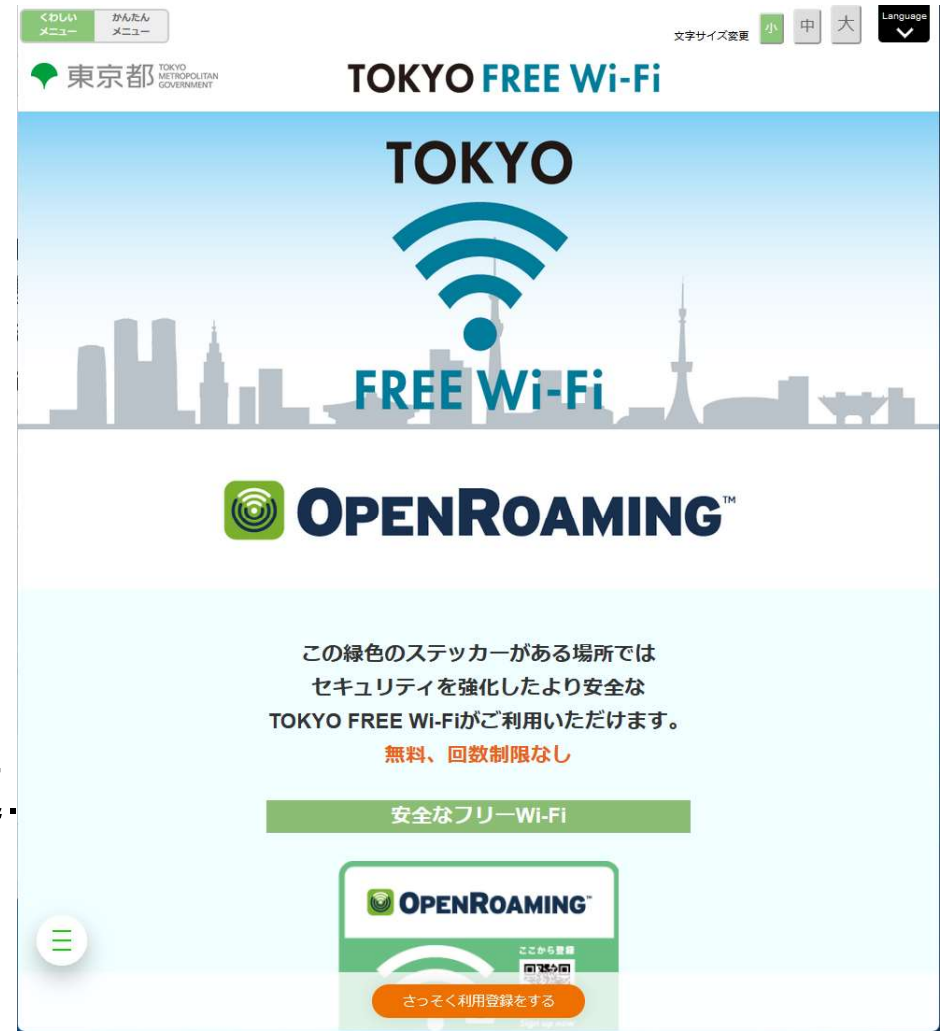 くわしい
メニュー
かんたん
メニュー
文字サイズ変更
小
中
大
Language
東京都 TOKYO
METROPOLITAN
GOVERNMENT
TOKYO FREE Wi-Fi
TOKYO
FREE Wi-Fi
OPENROAMING™
この緑色のステッカーがある場所では
セキュリティを強化したより安全な
TOKYO FREE Wi-Fiがご利用いただけます。
無料、回数制限なし
安全なフリーWi-Fi
OPENROAMING™
ここから登録
さっそく利用登録をする